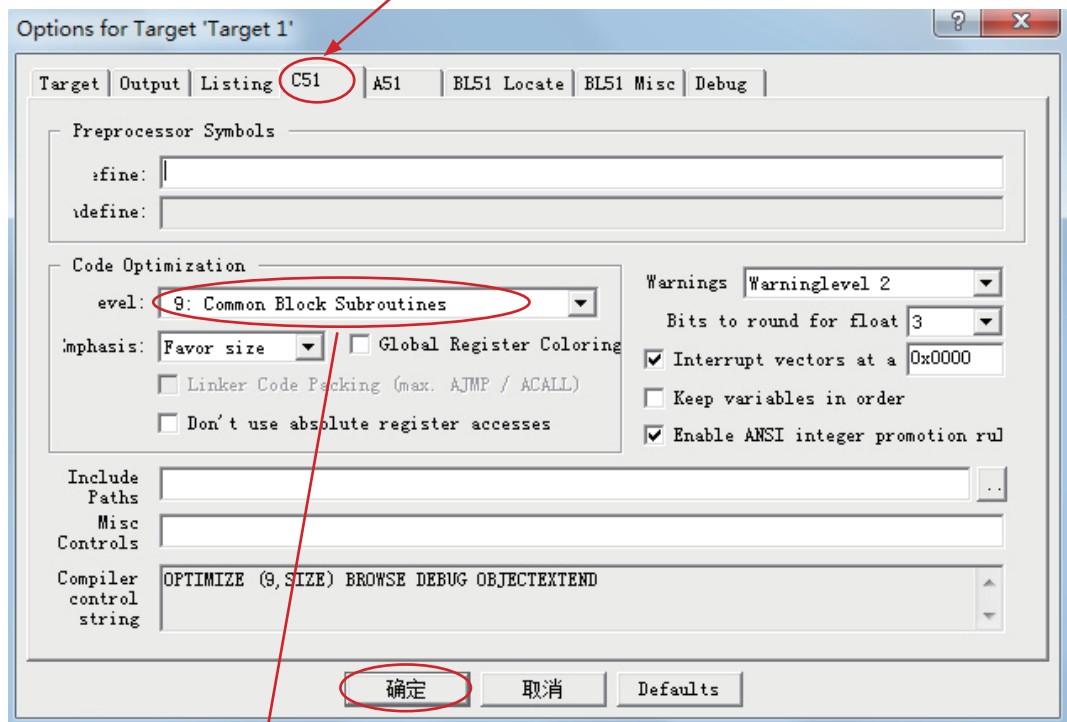 Options for Target 'Target 1'
Target Output Listing C51 A51 BL51 Locate BL51 Misc Debug
Preprocessor Symbols
efine:
ndefine:
Code Optimization
evel: 9: Common Block Subroutines
Emphasis: Favor size Global Register Coloring
Linker Code Packing (max. AJMP / ACALL)
Don't use absolute register accesses
Warnings Warninglevel 2
Bits to round for float 3
Interrupt vectors at a 0x0000
Keep variables in order
Enable ANSI integer promotion rul
Include Paths
..
Misc Controls
Compiler control string
OPTIMIZE (9,SIZE) BROWSE DEBUG OBJECTEXTEND
确定 取消 Defaults